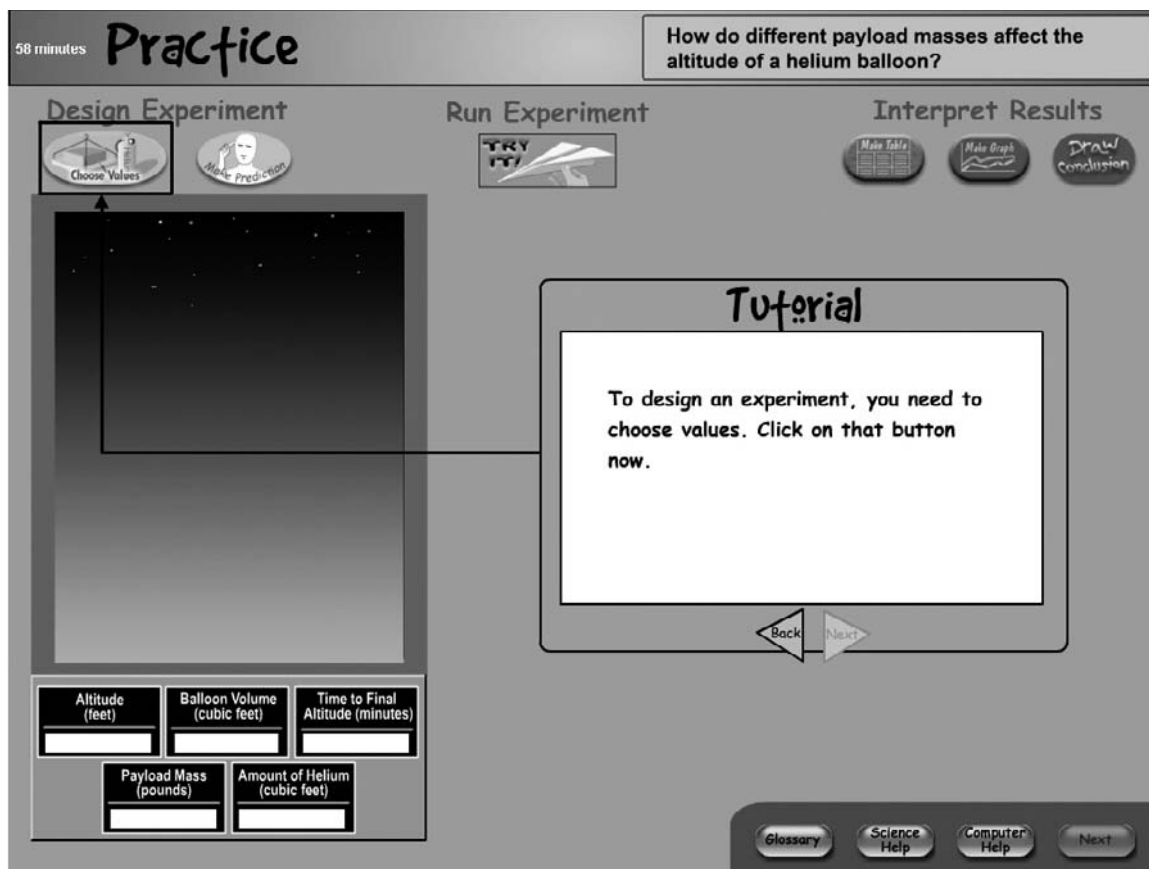 58 minutes
Practice
How do different payload masses affect the
altitude of a helium balloon?
Design Experiment
Run Experiment
Interpret Results
Choose Values
Make Prediction
TRY
IT!
Make Table
Make Graph
Draw
Conclusion
Tutorial
To design an experiment, you need to
choose values. Click on that button
now.
Back
Next
Altitude
(feet)
Balloon Volume
(cubic feet)
Time to Final
Altitude (minutes)
Payload Mass
(pounds)
Amount of Helium
(cubic feet)
Glossary
Science
Help
Computer
Help
Next